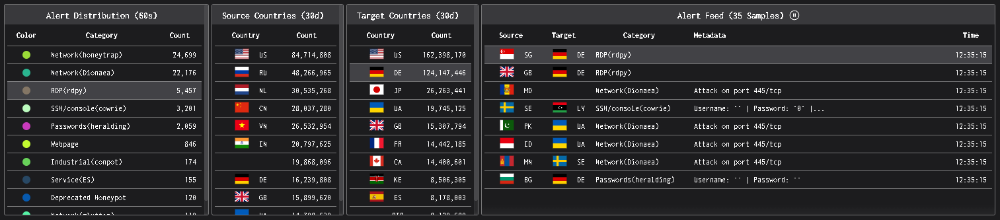 Alert Distribution (60s)
Color Category Count
Network(honeytrap) 24,699
Network(Dionaea) 22,176
RDP(rdpy) 5,457
SSH/console(cowrie) 3,201
Passwords(heralding) 2,059
Webpage 846
Industrial(conpot) 174
Service(ES) 155
Deprecated Honeypot 120
Source Countries (30d)
Country Count
US 84,714,808
RU 48,266,965
NL 30,535,268
CN 28,037,280
VN 26,532,954
IN 20,797,625
19,868,096
DE 16,239,808
GB 15,899,620
Target Countries (30d)
Country Count
US 162,398,170
DE 124,147,446
JP 26,263,441
UA 19,745,125
GB 15,307,794
FR 14,442,185
CA 14,400,601
KE 8,506,305
ES 8,178,003
Alert Feed (35 Samples)
Source Target Category Metadata Time
SG DE RDP(rdpy) 12:35:15
GB DE RDP(rdpy) 12:35:15
MD Network(Dionaea) Attack on port 445/tcp 12:35:15
SE LY SSH/console(cowrie) Username: "" | Password: "0" |... 12:35:15
PK UA Network(Dionaea) Attack on port 445/tcp 12:35:15
ID UA Network(Dionaea) Attack on port 445/tcp 12:35:15
MN SE Network(Dionaea) Attack on port 445/tcp 12:35:15
BG DE Passwords(heralding) Username: "" | Password: "" 12:35:15